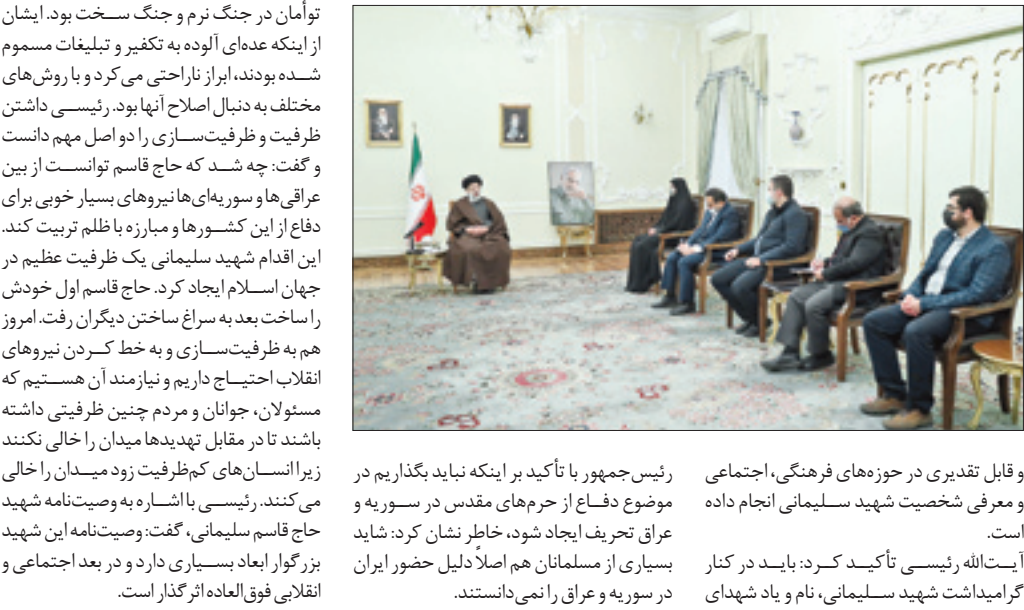 و قابل تقدیری در حوزه‌های فرهنگی، اجتماعی
و معرفی شخصیت شهید سلیمانی انجام داده
است.
آیت‌الله رئیسی تأکید کرد: باید در کنار
گرامیداشت شهید سلیمانی، نام و یاد شهدای
رئیس‌جمهور با تأکید بر اینکه نباید بگذاریم در
موضوع دفاع از حرم‌های مقدس در سوریه و
عراق تحریف ایجاد شود، خاطر نشان کرد: شاید
بسیاری از مسلمانان هم اصلاً دلیل حضور ایران
در سوریه و عراق را نمی‌دانستند.
توأمان در جنگ نرم و جنگ سخت بود. ایشان
از اینکه عده‌ای آلوده به تکفیر و تبلیغات مسموم
شده بودند، ابراز ناراحتی می‌کرد و با روش‌های
مختلف به دنبال اصلاح آنها بود. رئیسی داشتن
ظرفیت و ظرفیت‌سازی را دو اصل مهم دانست
و گفت: چه شد که حاج قاسم توانست از بین
عراقی‌ها و سوریه‌ای‌ها نیروهای بسیار خوبی برای
دفاع از این کشورها و مبارزه با ظلم تربیت کند.
این اقدام شهید سلیمانی یک ظرفیت عظیم در
جهان اسلام ایجاد کرد. حاج قاسم اول خودش
را ساخت بعد به سراغ ساختن دیگران رفت. امروز
هم به ظرفیت‌سازی و به خط کردن نیروهای
انقلاب احتیاج داریم و نیازمند آن هستیم که
مسئولان، جوانان و مردم چنین ظرفیتی داشته
باشند تا در مقابل تهدیدها میدان را خالی نکنند
زیرا انسان‌های کم‌ظرفیت زود میدان را خالی
می‌کنند. رئیسی با اشاره به وصیت‌نامه شهید
حاج قاسم سلیمانی، گفت: وصیت‌نامه این شهید
بزرگوار ابعاد بسیاری دارد و در بعد اجتماعی و
انقلابی فوق‌العاده اثرگذار است.